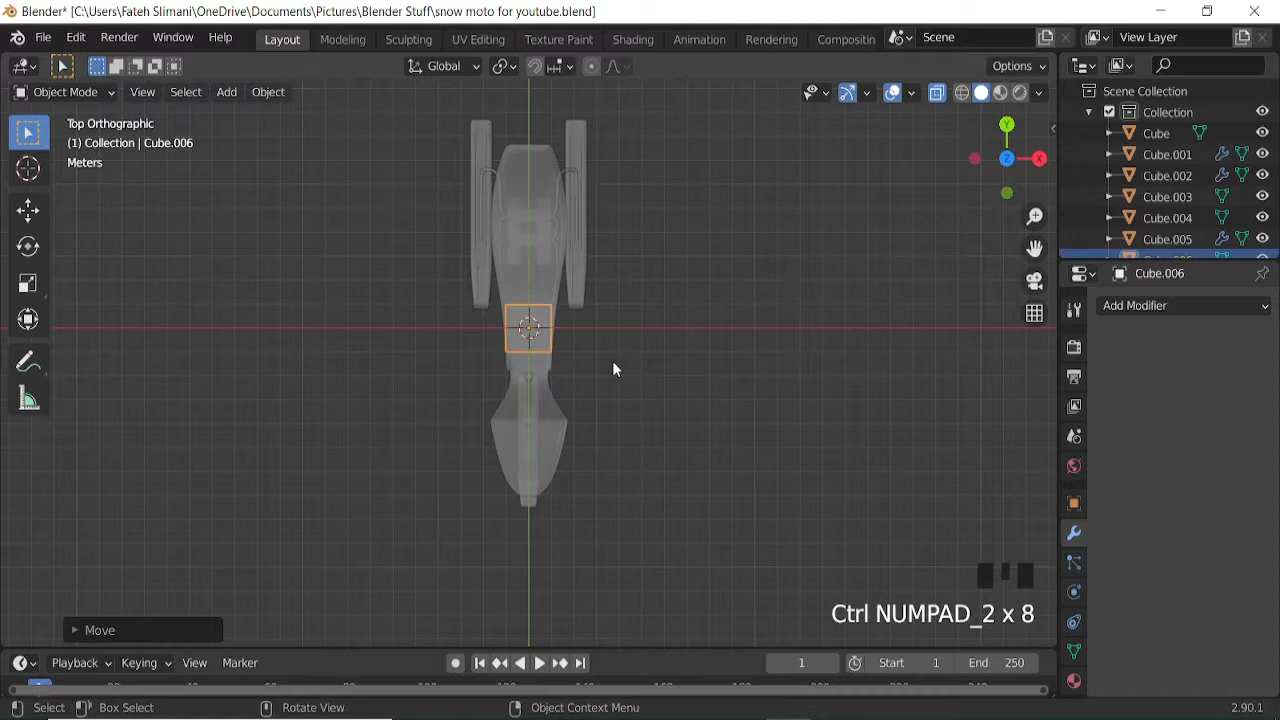 Blender* [C:\Users\Fateh Slimani\OneDrive\Documents\Pictures\Blender Stuff\snow moto for youtube.blend]
File Edit Render Window Help Layout Modeling Sculpting UV Editing Texture Paint Shading Animation Rendering Compositin Scene View Layer
Global Options
Object Mode View Select Add Object
Top Orthographic
(1) Collection | Cube.006
Meters
Y
X
Z
Scene Collection
Collection
Cube
Cube.001
Cube.002
Cube.003
Cube.004
Cube.005
Cube.006
Add Modifier
Ctrl NUMPAD_2 x 8
Move
Playback Keying View Marker 1 Start 1 End 250
Select Box Select Rotate View Object Context Menu 2.90.1